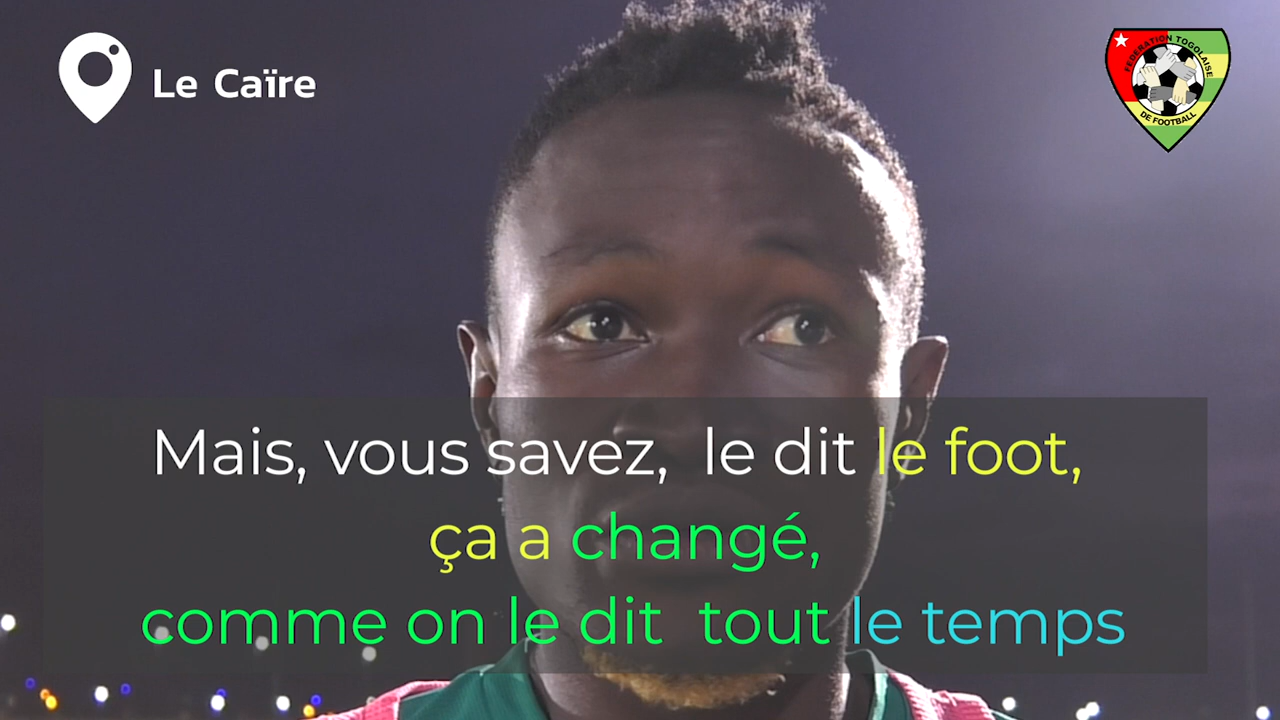 Le Caïre
FEDERATION TOGOLAISE
DE FOOTBALL
Mais, vous savez, le dit le foot,
ça a changé,
comme on le dit tout le temps